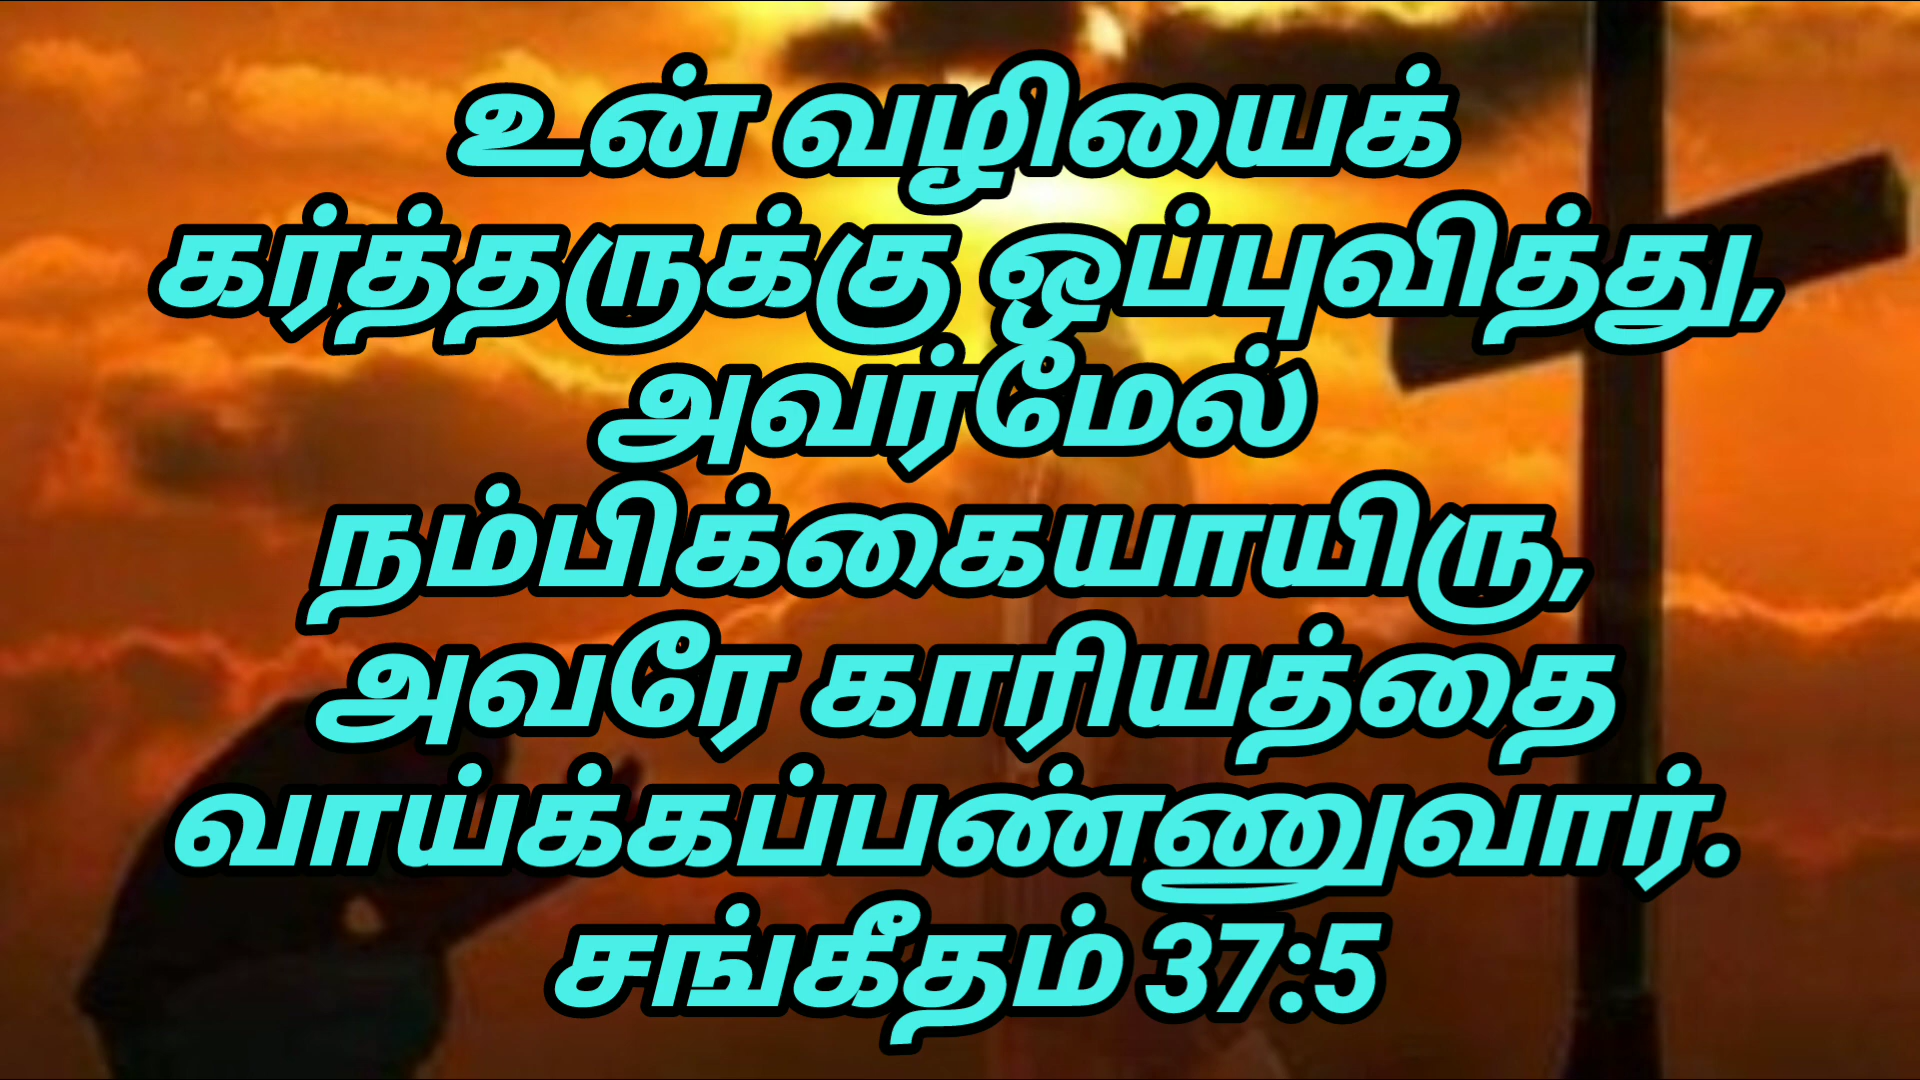 உன் வழியைக்
கர்த்தருக்கு ஒப்புவித்து,
அவர்மேல்
நம்பிக்கையாயிரு,
அவரே காரியத்தை
வாய்க்கப்பண்ணுவார்.
சங்கீதம் 37:5